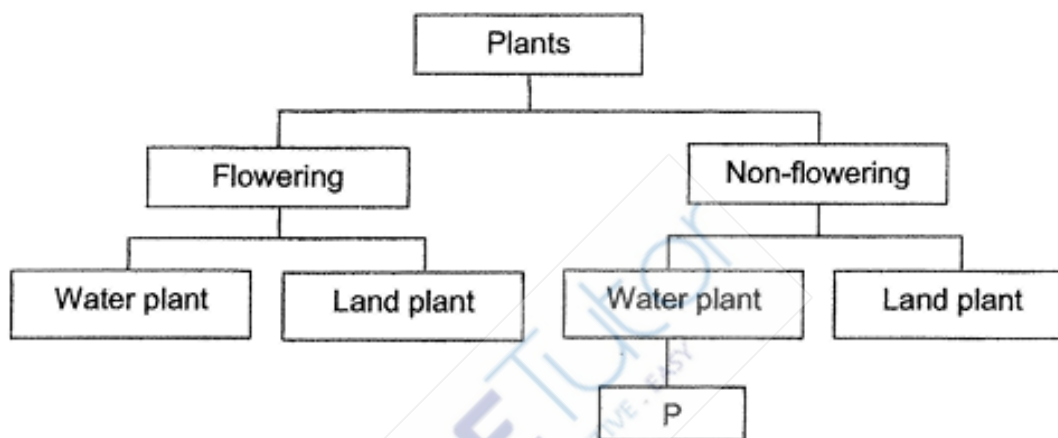 Plants
Flowering
Non-flowering
Water plant
Land plant
Water plant
Land plant
P